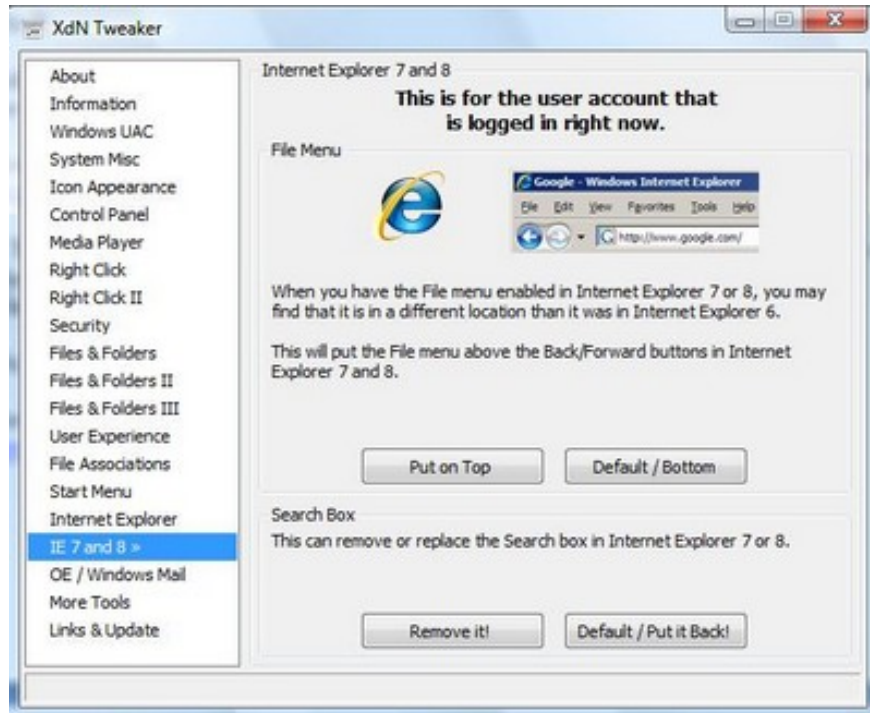 XdN Tweaker
About
Information
Windows UAC
System Misc
Icon Appearance
Control Panel
Media Player
Right Click
Right Click II
Security
Files & Folders
Files & Folders II
Files & Folders III
User Experience
File Associations
Start Menu
Internet Explorer
IE 7 and 8 »
OE / Windows Mail
More Tools
Links & Update
Internet Explorer 7 and 8
This is for the user account that
is logged in right now.
File Menu
Google - Windows Internet Explorer
File Edit View Favorites Tools Help
http://www.google.com/
When you have the File menu enabled in Internet Explorer 7 or 8, you may
find that it is in a different location than it was in Internet Explorer 6.
This will put the File menu above the Back/Forward buttons in Internet
Explorer 7 and 8.
Put on Top
Default / Bottom
Search Box
This can remove or replace the Search box in Internet Explorer 7 or 8.
Remove it!
Default / Put it Back!